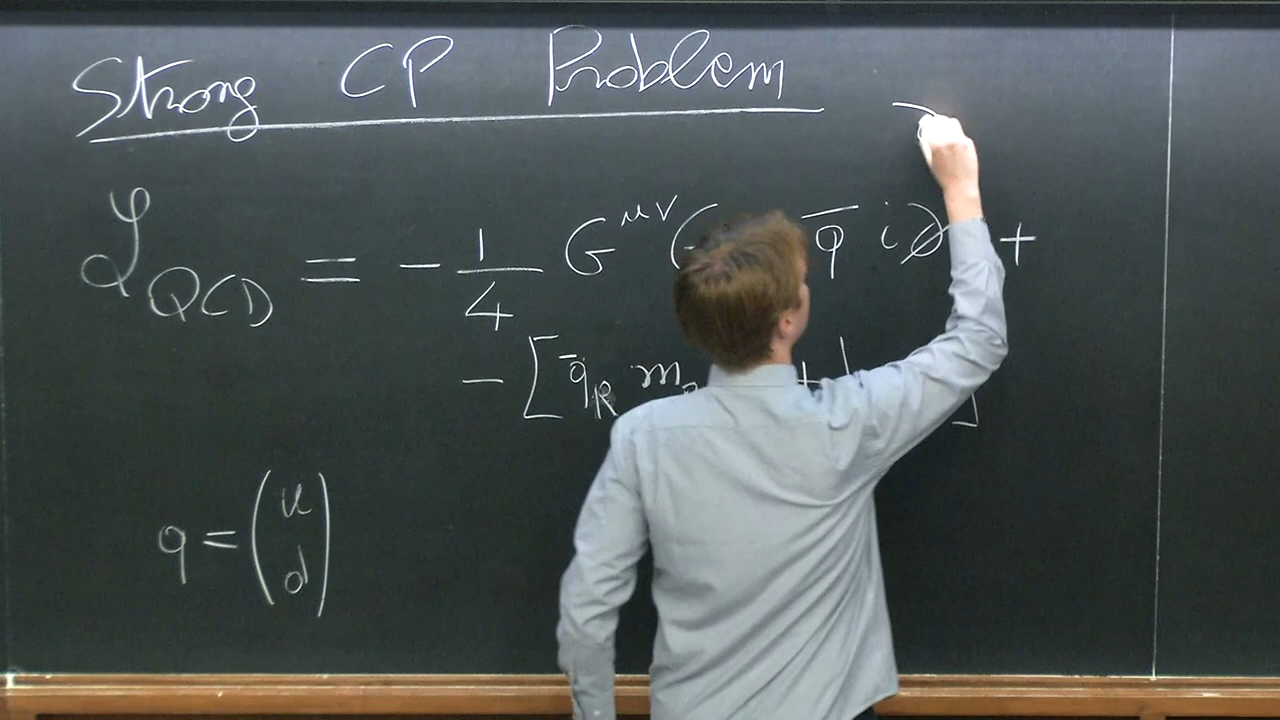 Strong CP Problem
ℒ_QCD = - 1/4 G^{μν} q̄ i∂̸ +
- [ q̄_R m + ]
q = ( u
d )